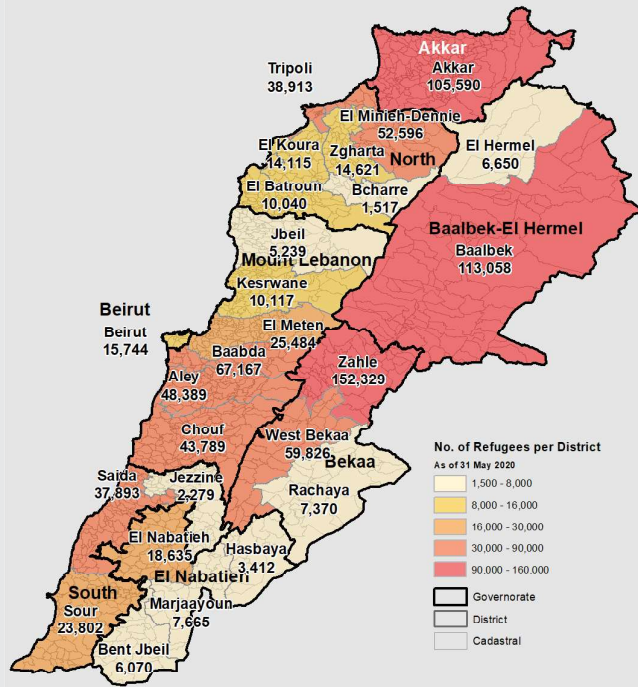 Akkar
Akkar
105,590
Tripoli
38,913
El Minieh-Dennie
52,596
El Koura
14,115
Zgharta
14,621
North
El Hermel
6,650
El Batroun
10,040
Bcharre
1,517
Baalbek-El Hermel
Baalbek
113,058
Jbeil
5,239
Mount Lebanon
Kesrwane
10,117
Beirut
Beirut
15,744
El Meten
25,484
Baabda
67,167
Zahle
152,329
Aley
48,389
Chouf
43,789
West Bekaa
59,826
Bekaa
Saida
37,893
Jezzine
2,279
Rachaya
7,370
El Nabatieh
18,635
Hasbaya
3,412
El Nabatieh
South
Sour
23,802
Marjaayoun
7,665
Bent Jbeil
6,070
No. of Refugees per District
As of 31 May 2020
1,500 - 8,000
8,000 - 16,000
16,000 - 30,000
30,000 - 90,000
90.000 - 160.000
Governorate
District
Cadastral